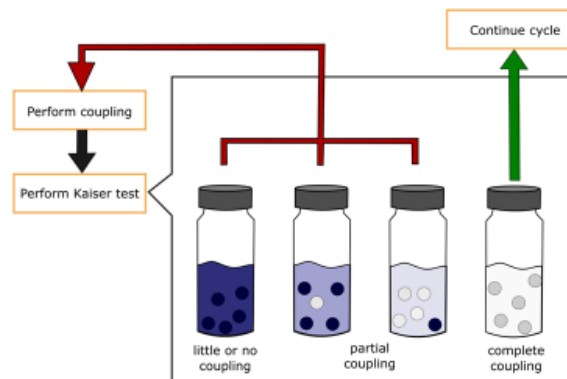 Continue cycle
Perform coupling
Perform Kaiser test
little or no
coupling
partial
coupling
complete
coupling